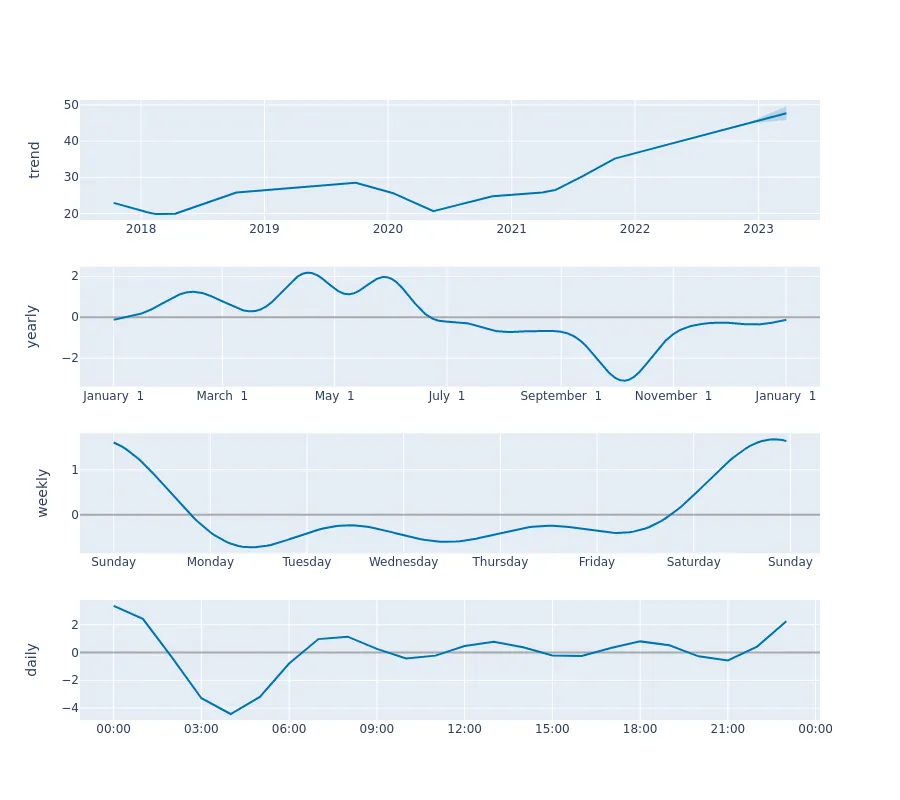 trend
50
40
30
20
2018 2019 2020 2021 2022 2023
yearly
2
0
−2
January 1 March 1 May 1 July 1 September 1 November 1 January 1
weekly
1
0
Sunday Monday Tuesday Wednesday Thursday Friday Saturday Sunday
daily
2
0
−2
−4
00:00 03:00 06:00 09:00 12:00 15:00 18:00 21:00 00:00